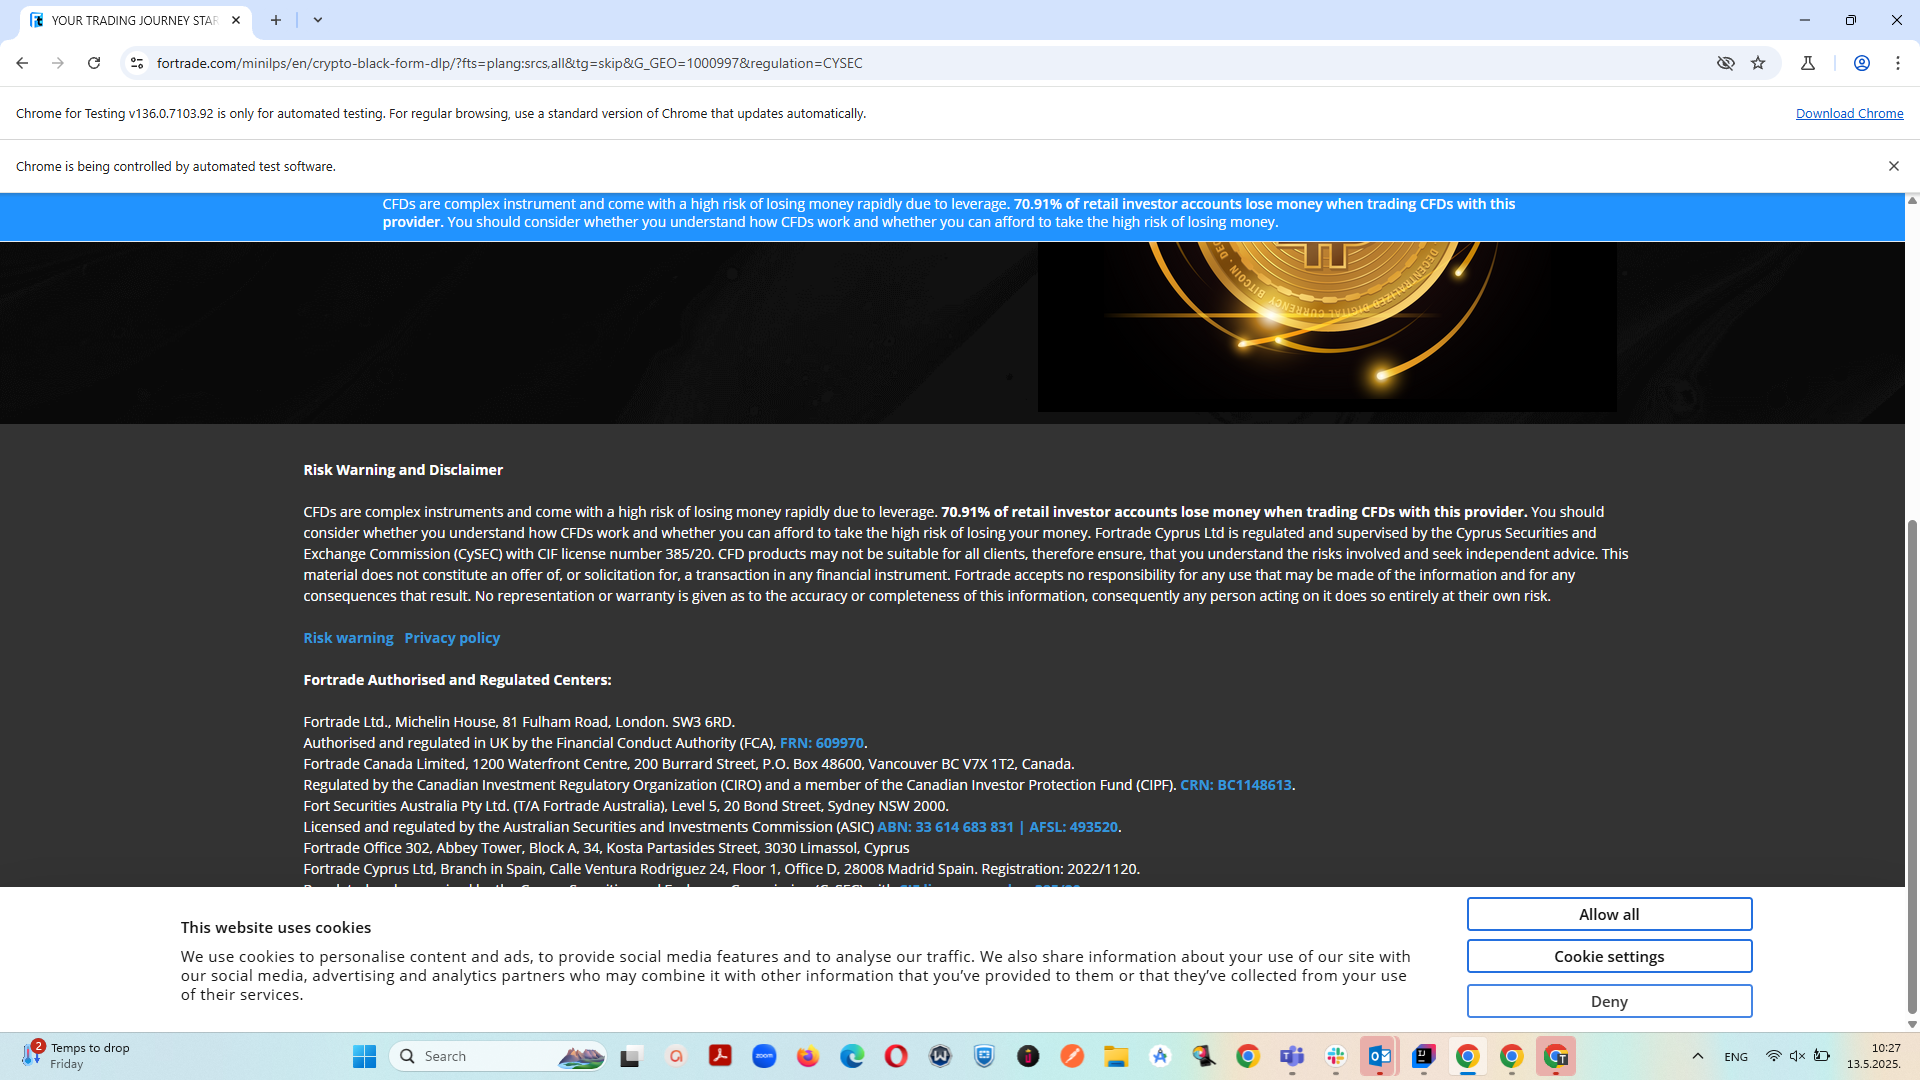 YOUR TRADING JOURNEY STAR
fortrade.com/minilps/en/crypto-black-form-dlp/?fts=plang:srcs,all&tg=skip&G_GEO=1000997&regulation=CYSEC
Chrome for Testing v136.0.7103.92 is only for automated testing. For regular browsing, use a standard version of Chrome that updates automatically.
Download Chrome
Chrome is being controlled by automated test software.
CFDs are complex instrument and come with a high risk of losing money rapidly due to leverage. 70.91% of retail investor accounts lose money when trading CFDs with this
provider. You should consider whether you understand how CFDs work and whether you can afford to take the high risk of losing money.
DECENTRALIZED DIGITAL CURRENCY BITCOIN
Risk Warning and Disclaimer
CFDs are complex instruments and come with a high risk of losing money rapidly due to leverage. 70.91% of retail investor accounts lose money when trading CFDs with this provider. You should
consider whether you understand how CFDs work and whether you can afford to take the high risk of losing your money. Fortrade Cyprus Ltd is regulated and supervised by the Cyprus Securities and
Exchange Commission (CySEC) with CIF license number 385/20. CFD products may not be suitable for all clients, therefore ensure, that you understand the risks involved and seek independent advice. This
material does not constitute an offer of, or solicitation for, a transaction in any financial instrument. Fortrade accepts no responsibility for any use that may be made of the information and for any
consequences that result. No representation or warranty is given as to the accuracy or completeness of this information, consequently any person acting on it does so entirely at their own risk.
Risk warning Privacy policy
Fortrade Authorised and Regulated Centers:
Fortrade Ltd., Michelin House, 81 Fulham Road, London. SW3 6RD.
Authorised and regulated in UK by the Financial Conduct Authority (FCA), FRN: 609970.
Fortrade Canada Limited, 1200 Waterfront Centre, 200 Burrard Street, P.O. Box 48600, Vancouver BC V7X 1T2, Canada.
Regulated by the Canadian Investment Regulatory Organization (CIRO) and a member of the Canadian Investor Protection Fund (CIPF). CRN: BC1148613.
Fort Securities Australia Pty Ltd. (T/A Fortrade Australia), Level 5, 20 Bond Street, Sydney NSW 2000.
Licensed and regulated by the Australian Securities and Investments Commission (ASIC) ABN: 33 614 683 831 | AFSL: 493520.
Fortrade Office 302, Abbey Tower, Block A, 34, Kosta Partasides Street, 3030 Limassol, Cyprus
Fortrade Cyprus Ltd, Branch in Spain, Calle Ventura Rodriguez 24, Floor 1, Office D, 28008 Madrid Spain. Registration: 2022/1120.
This website uses cookies
We use cookies to personalise content and ads, to provide social media features and to analyse our traffic. We also share information about your use of our site with
our social media, advertising and analytics partners who may combine it with other information that you've provided to them or that they've collected from your use
of their services.
Allow all
Cookie settings
Deny
2
Temps to drop
Friday
Search
zoom
ENG
10:27
13.5.2025.